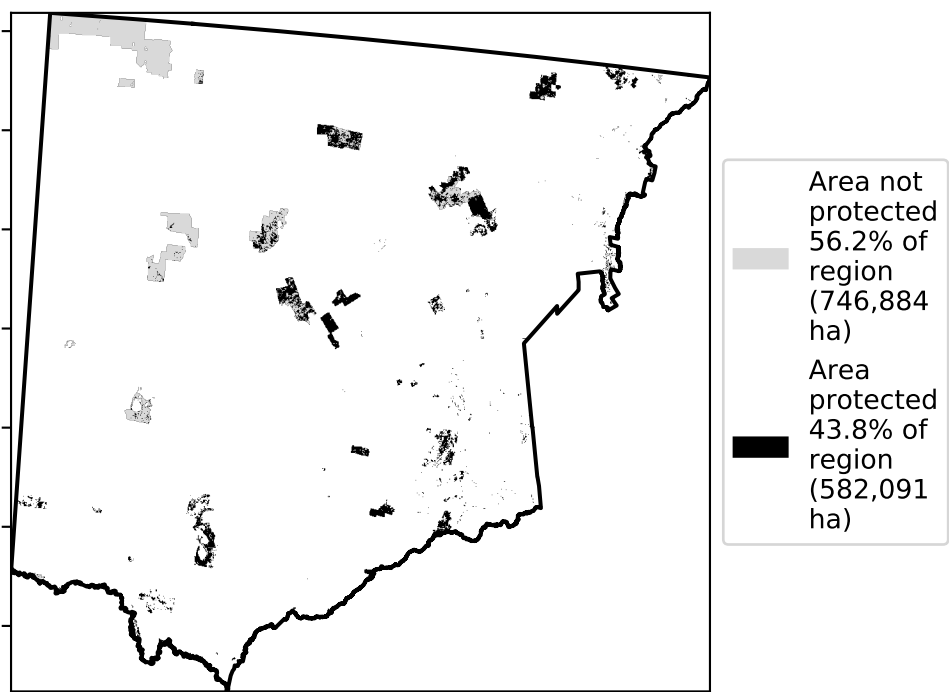 Area not
protected
56.2% of
region
(746,884
ha)
Area
protected
43.8% of
region
(582,091
ha)